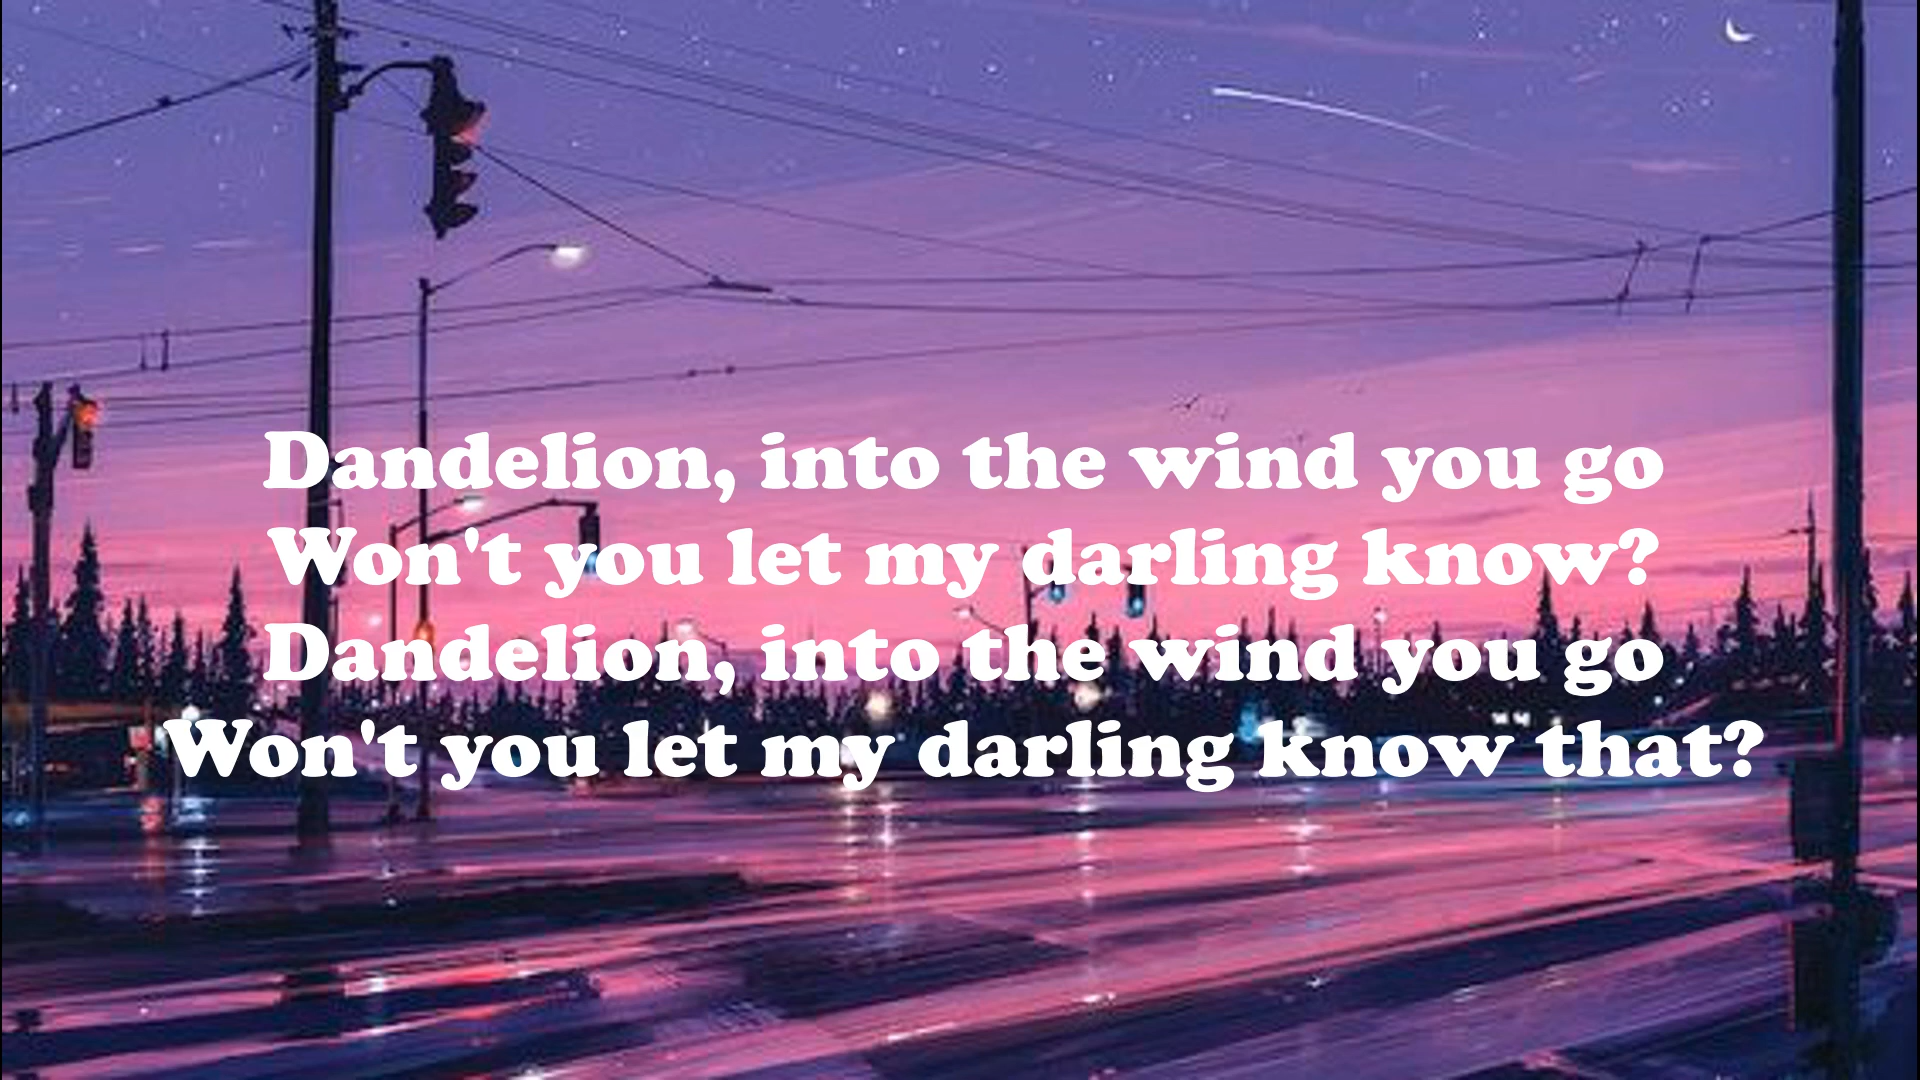 Dandelion, into the wind you go
Won't you let my darling know?
Dandelion, into the wind you go
Won't you let my darling know that?